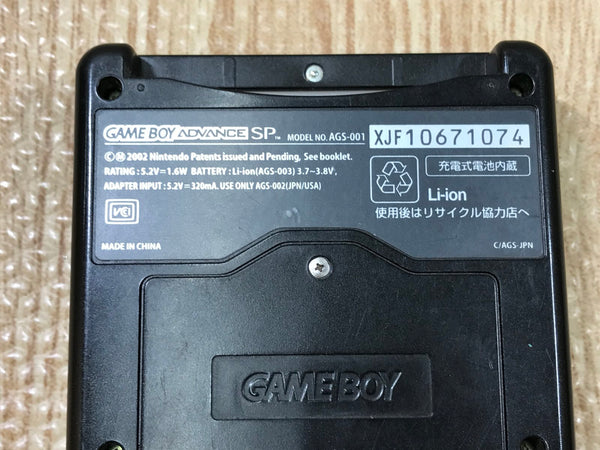 GAME BOY ADVANCE SP™ MODEL NO. AGS-001 XJF10671074
©Ⓜ 2002 Nintendo Patents issued and Pending, See booklet.
RATING : 5.2V⎓1.6W BATTERY : Li-ion(AGS-003) 3.7~3.8V,
ADAPTER INPUT : 5.2V⎓320mA. USE ONLY AGS-002(JPN/USA)
MADE IN CHINA
充電式電池内蔵
Li-ion
使用後はリサイクル協力店へ
C/AGS-JPN
GAME BOY